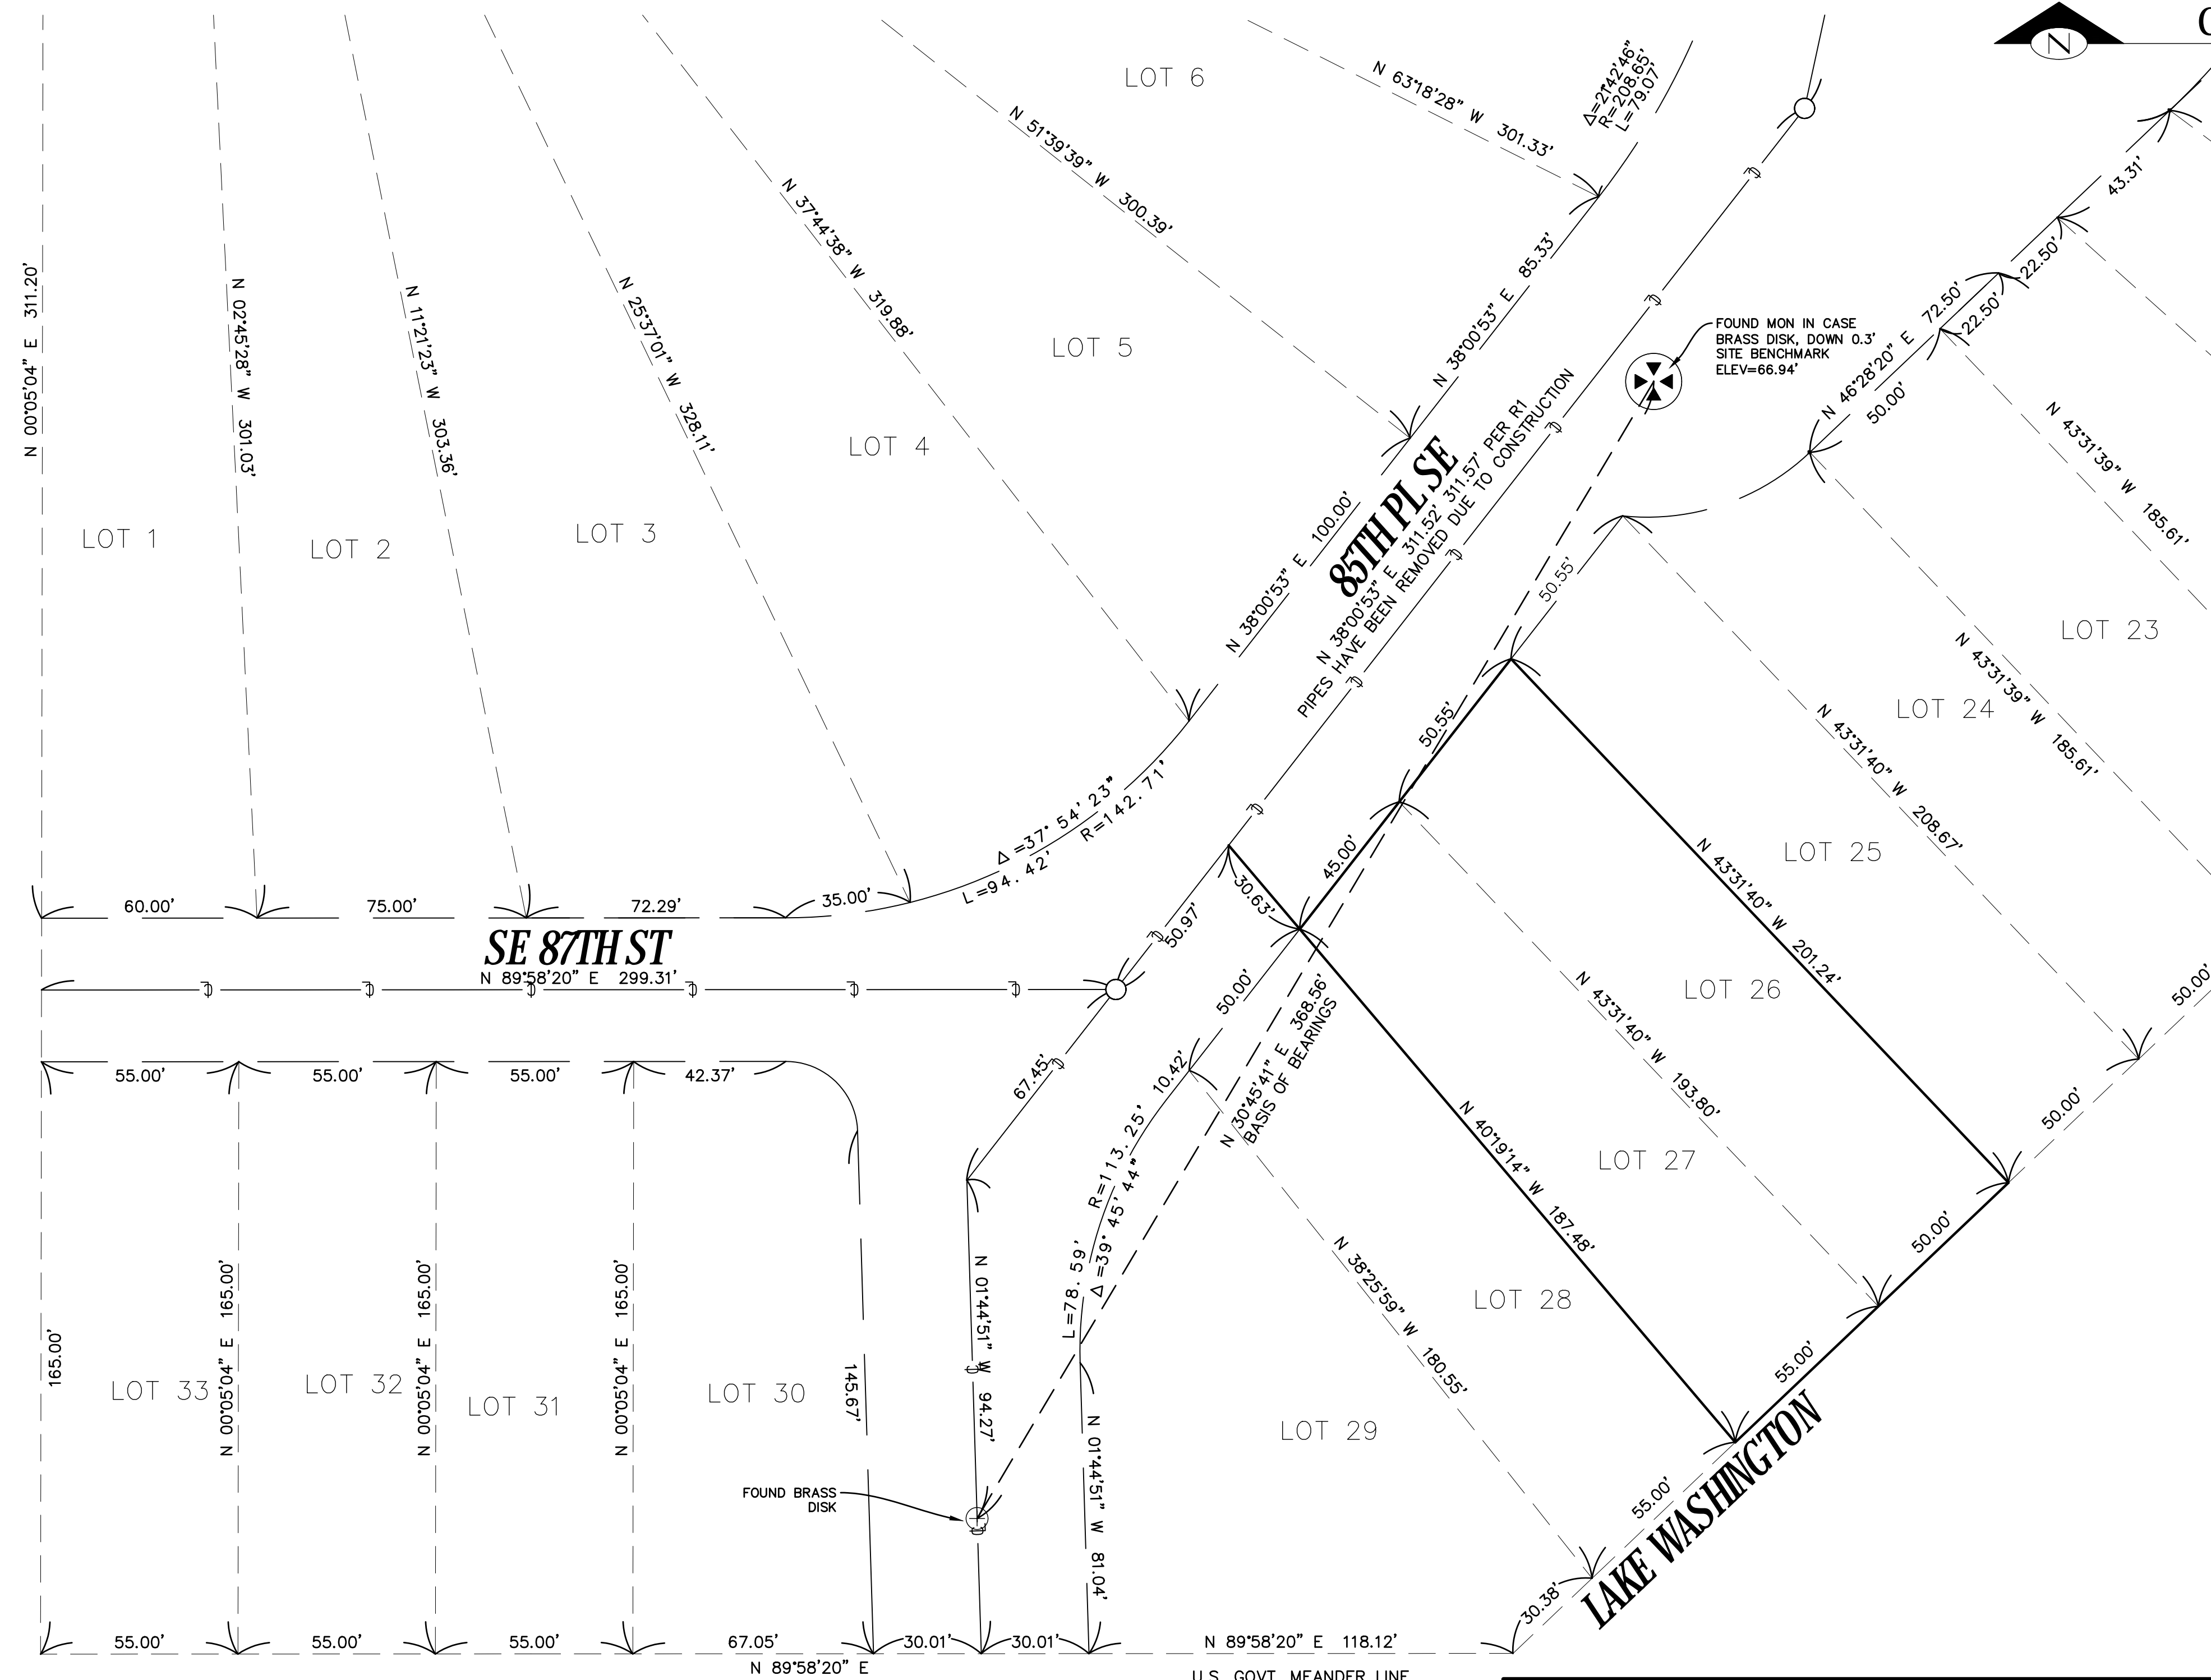 LOT 6
N 63°18'28" W 301.33'
Δ=21°42'46"
R=208.65'
L=79.07'
N
N 51°39'39" W 300.39'
N 37°44'38" W 319.88'
N 25°37'01" W 328.11'
N 11°21'23" W 303.36'
N 02°45'28" W 301.03'
N 00°05'04" E 311.20'
LOT 1
LOT 2
LOT 3
LOT 4
LOT 5
N 38°00'53" E 85.33'
N 38°00'53" E 100.00'
85TH PL SE
N 38°00'53" E 311.52' 311.57' PER R1
PIPES HAVE BEEN REMOVED DUE TO CONSTRUCTION
FOUND MON IN CASE
BRASS DISK, DOWN 0.3'
SITE BENCHMARK
ELEV=66.94'
43.31'
22.50'
22.50'
N 46°28'20" E 72.50'
50.00'
N 43°31'39" W 185.61'
LOT 23
N 43°31'39" W 185.61'
LOT 24
N 43°31'40" W 208.67'
LOT 25
50.55'
50.55'
45.00'
N 43°31'40" W 201.24'
LOT 26
N 43°31'40" W 193.80'
LOT 27
Δ=37° 54' 23"
L=94. 42' R=142. 71'
60.00'
75.00'
72.29'
35.00'
SE 87TH ST
N 89°58'20" E 299.31'
50.97'
30.63'
50.00'
N 30°45'41" E 368.56'
BASIS OF BEARINGS
N 40°19'14" W 187.48'
LOT 28
67.45'
10.42'
R=113. 25'
L=78. 59'
Δ=39° 45' 44"
N 38°25'59" W 180.55'
LOT 29
55.00'
55.00'
55.00'
42.37'
165.00'
LOT 33
N 00°05'04" E 165.00'
LOT 32
N 00°05'04" E 165.00'
LOT 31
N 00°05'04" E 165.00'
LOT 30
145.67'
N 01°44'51" W 94.27'
N 01°44'51" W 81.04'
FOUND BRASS
DISK
50.00'
50.00'
50.00'
55.00'
55.00'
30.38'
LAKE WASHINGTON
55.00'
55.00'
55.00'
67.05'
30.01'
30.01'
N 89°58'20" E 118.12'
N 89°58'20" E
U.S. GOVT. MEANDER LINE